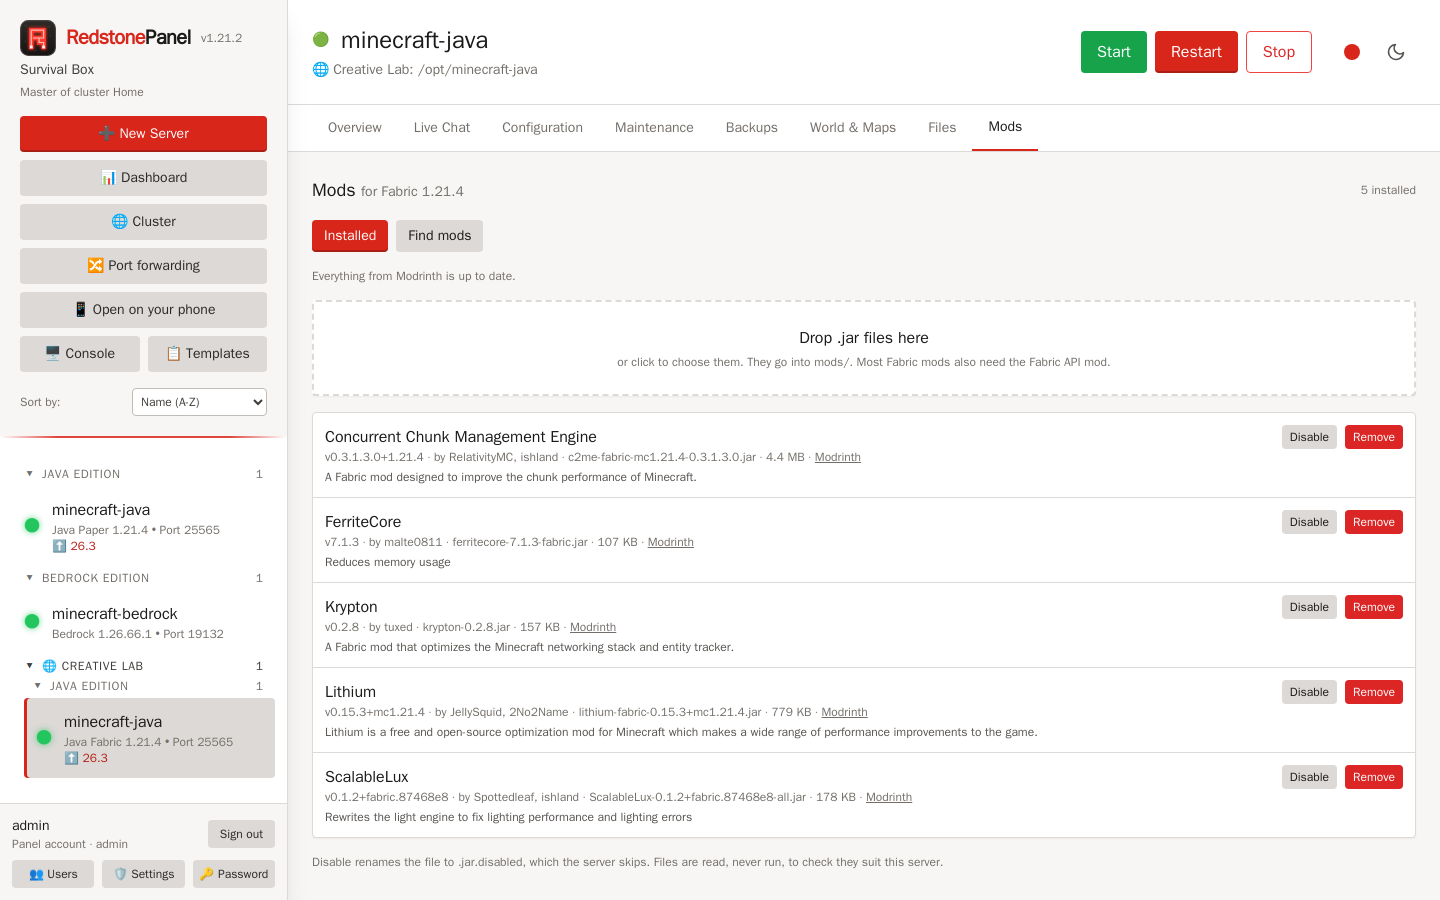 RedstonePanel v1.21.2
Survival Box
Master of cluster Home
➕ New Server
📊 Dashboard
🌐 Cluster
🔀 Port forwarding
📱 Open on your phone
🖥️ Console
📋 Templates
Sort by:
Name (A-Z)
▼ JAVA EDITION 1
minecraft-java
Java Paper 1.21.4 • Port 25565
⬆️ 26.3
▼ BEDROCK EDITION 1
minecraft-bedrock
Bedrock 1.26.66.1 • Port 19132
▼ 🌐 CREATIVE LAB 1
▼ JAVA EDITION 1
minecraft-java
Java Fabric 1.21.4 • Port 25565
⬆️ 26.3
admin
Panel account · admin
Sign out
👥 Users
🛡️ Settings
🔑 Password
minecraft-java
🌐 Creative Lab: /opt/minecraft-java
Start
Restart
Stop
Overview
Live Chat
Configuration
Maintenance
Backups
World & Maps
Files
Mods
Mods for Fabric 1.21.4
5 installed
Installed
Find mods
Everything from Modrinth is up to date.
Drop .jar files here
or click to choose them. They go into mods/. Most Fabric mods also need the Fabric API mod.
Concurrent Chunk Management Engine
v0.3.1.3.0+1.21.4 · by RelativityMC, ishland · c2me-fabric-mc1.21.4-0.3.1.3.0.jar · 4.4 MB · Modrinth
A Fabric mod designed to improve the chunk performance of Minecraft.
Disable
Remove
FerriteCore
v7.1.3 · by malte0811 · ferritecore-7.1.3-fabric.jar · 107 KB · Modrinth
Reduces memory usage
Disable
Remove
Krypton
v0.2.8 · by tuxed · krypton-0.2.8.jar · 157 KB · Modrinth
A Fabric mod that optimizes the Minecraft networking stack and entity tracker.
Disable
Remove
Lithium
v0.15.3+mc1.21.4 · by JellySquid, 2No2Name · lithium-fabric-0.15.3+mc1.21.4.jar · 779 KB · Modrinth
Lithium is a free and open-source optimization mod for Minecraft which makes a wide range of performance improvements to the game.
Disable
Remove
ScalableLux
v0.1.2+fabric.87468e8 · by Spottedleaf, ishland · ScalableLux-0.1.2+fabric.87468e8-all.jar · 178 KB · Modrinth
Rewrites the light engine to fix lighting performance and lighting errors
Disable
Remove
Disable renames the file to .jar.disabled, which the server skips. Files are read, never run, to check they suit this server.